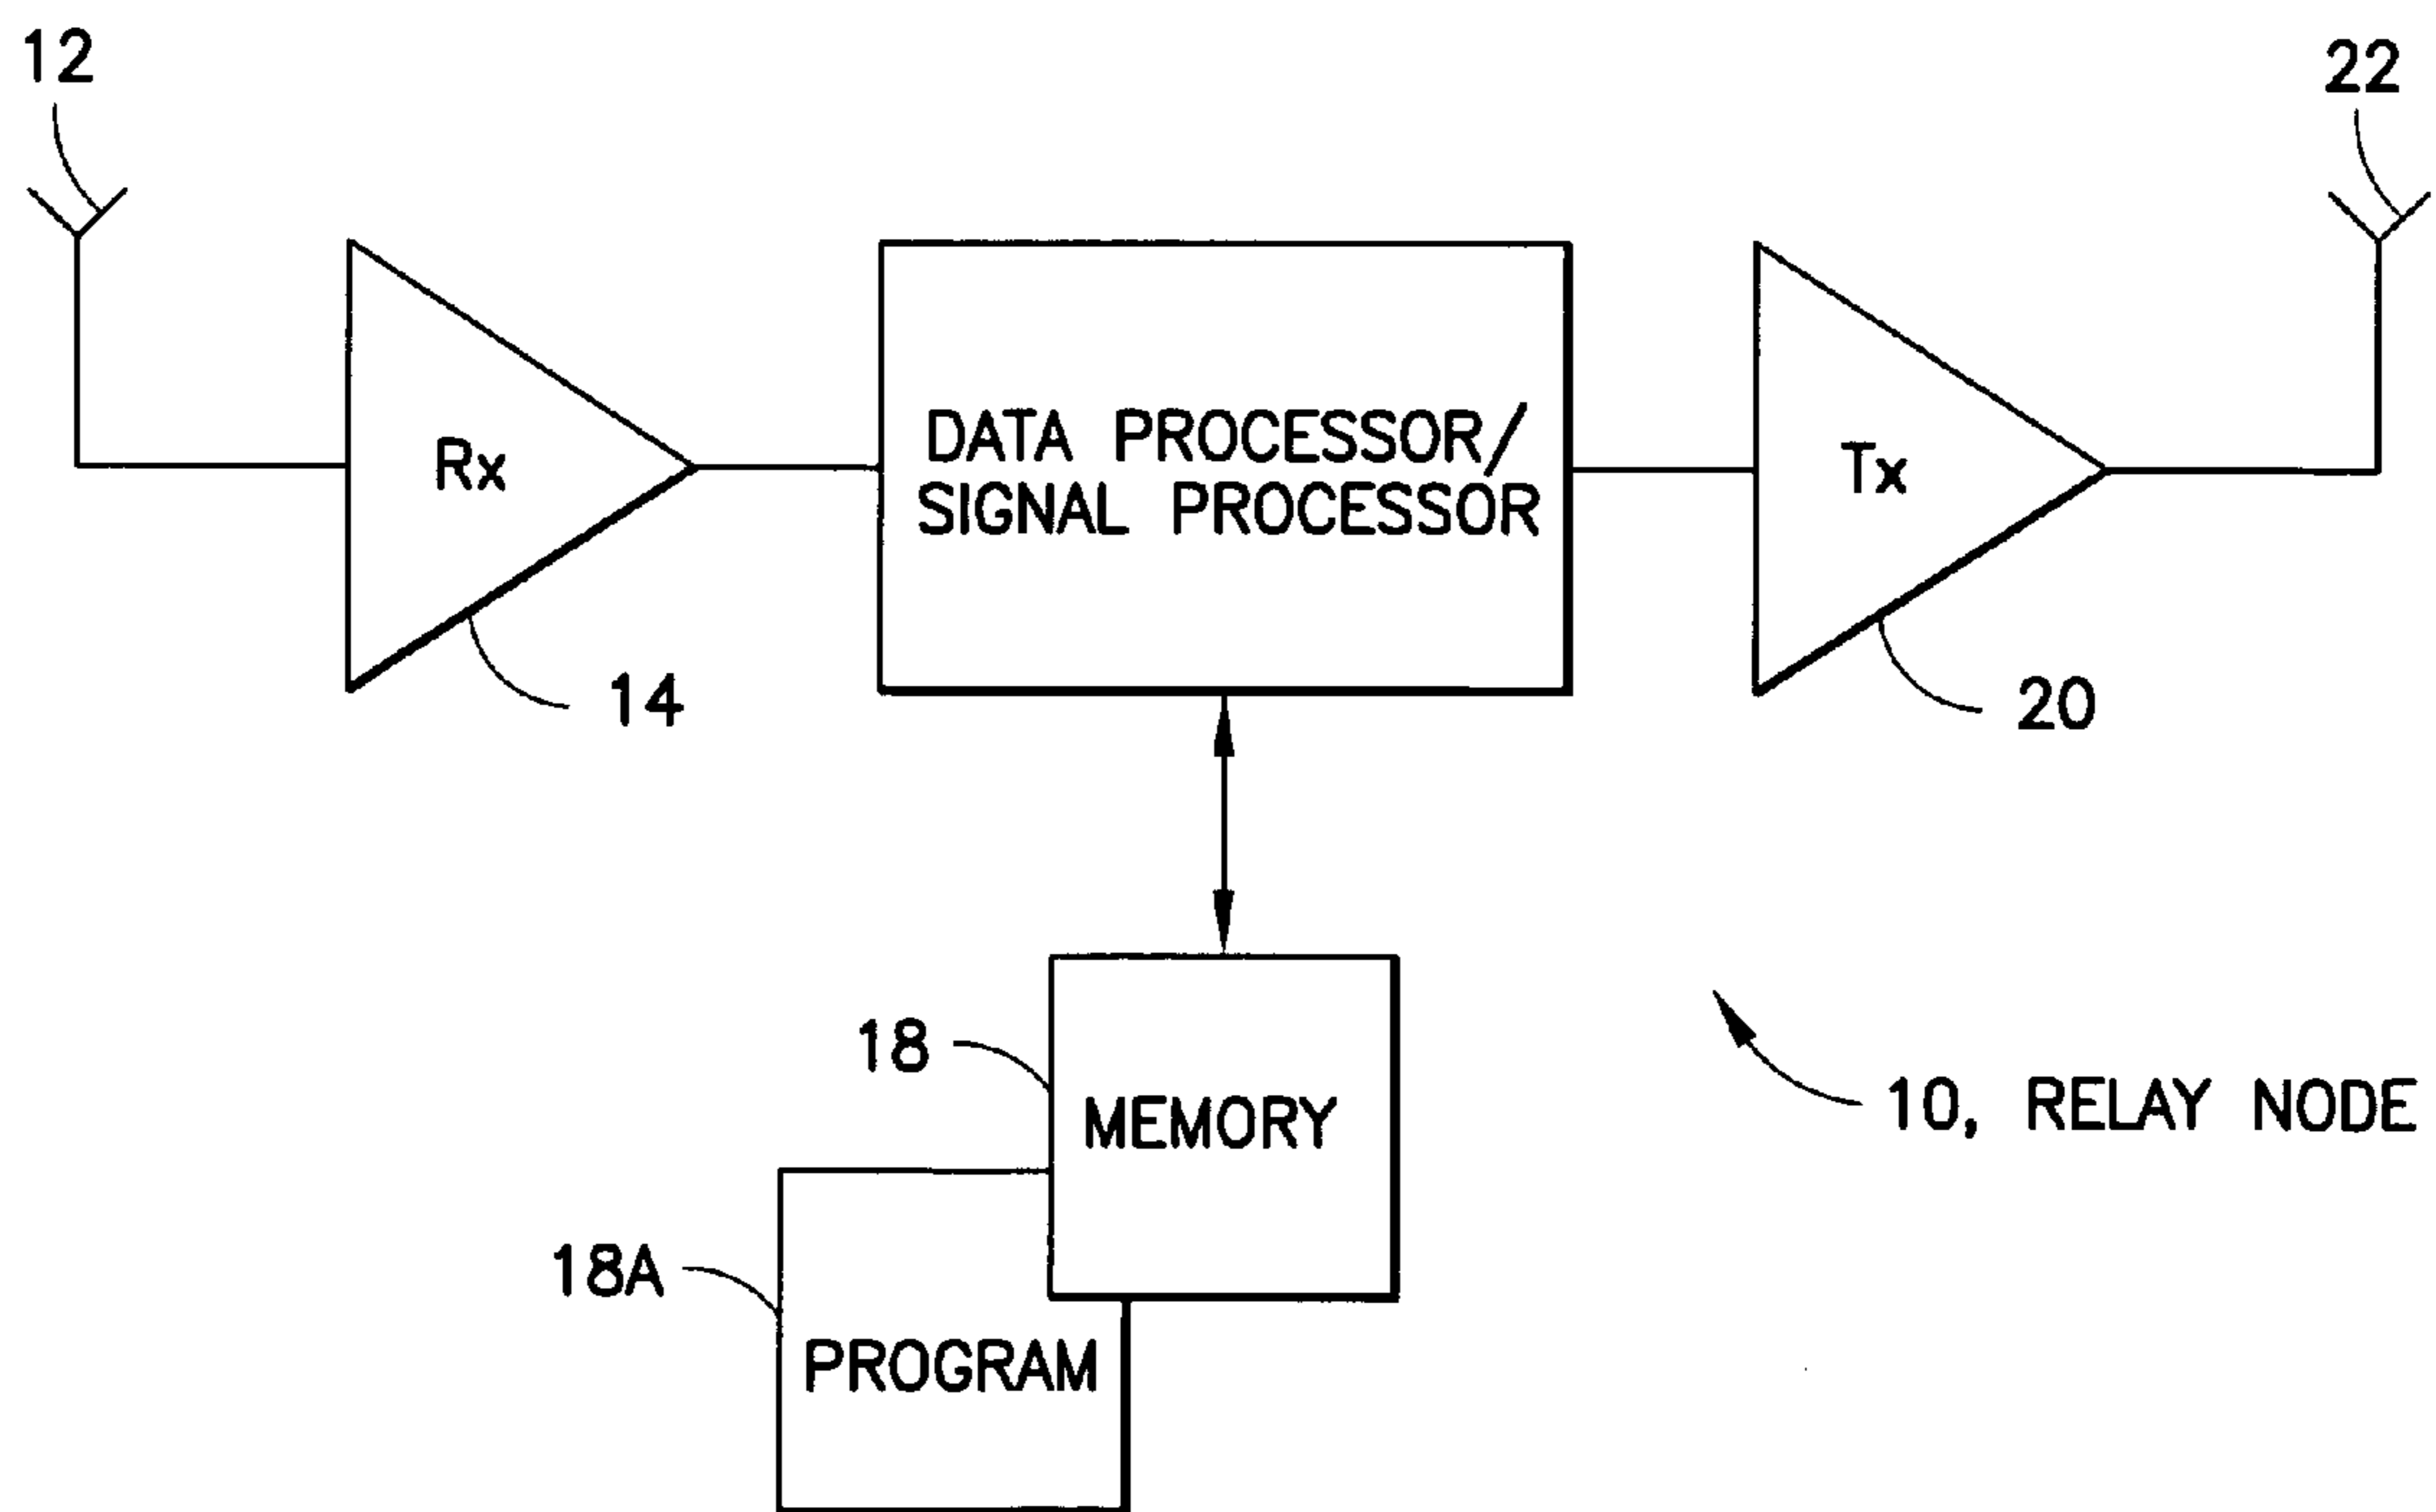 12
22
Rx
DATA PROCESSOR/
SIGNAL PROCESSOR
Tx
14
20
18
MEMORY
10, RELAY NODE
18A
PROGRAM